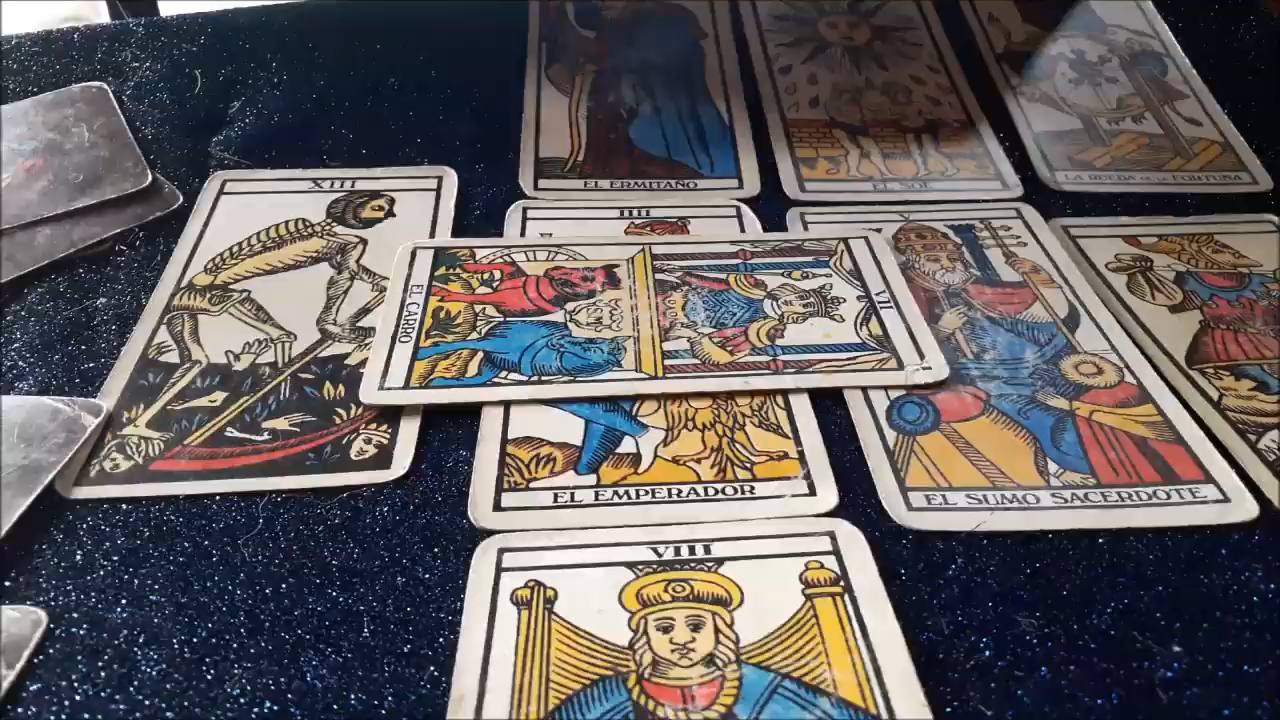 EL ERMITAÑO
EL SOL
LA RUEDA DE LA FORTUNA
XIII
IIII
V
EL CARRO
VII
EL EMPERADOR
EL SUMO SACERDOTE
VIII